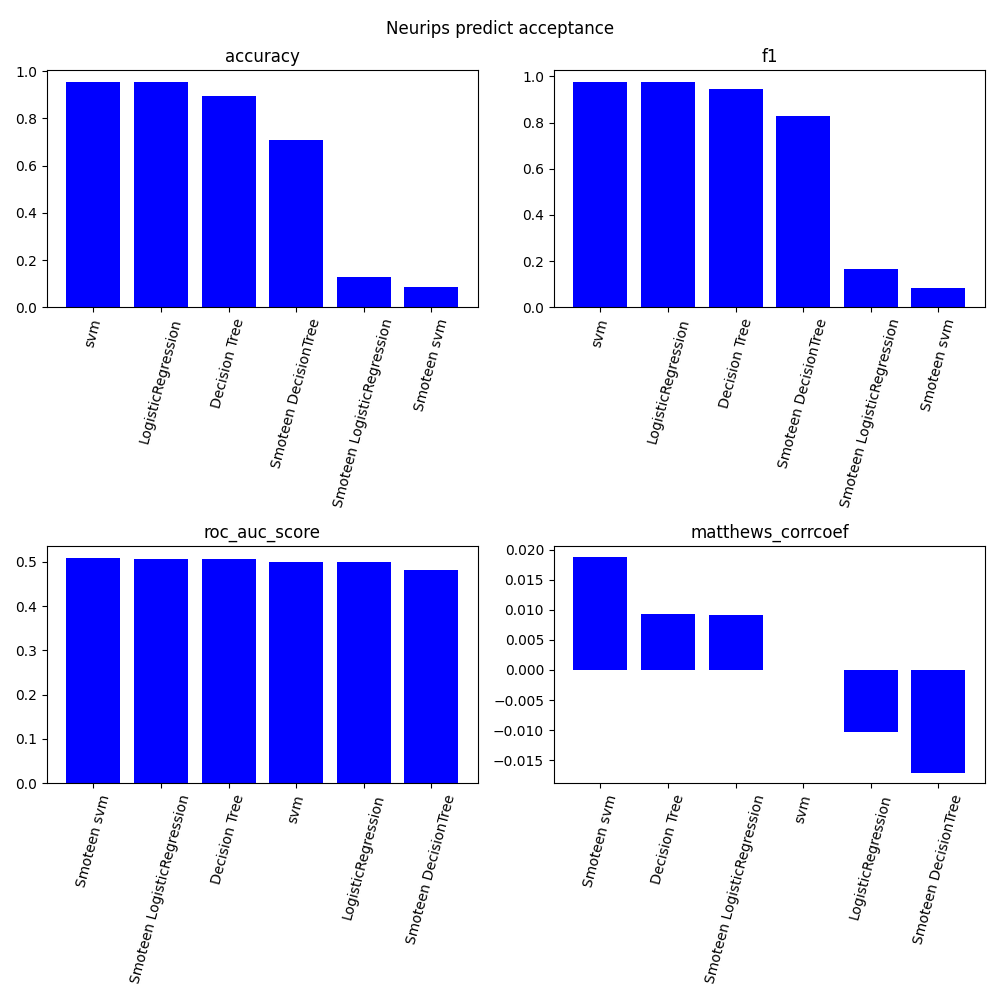 Neurips predict acceptance
accuracy
1.0
0.8
0.6
0.4
0.2
0.0
svm
LogisticRegression
Decision Tree
Smoteen DecisionTree
Smoteen LogisticRegression
Smoteen svm
f1
1.0
0.8
0.6
0.4
0.2
0.0
svm
LogisticRegression
Decision Tree
Smoteen DecisionTree
Smoteen LogisticRegression
Smoteen svm
roc_auc_score
0.5
0.4
0.3
0.2
0.1
0.0
Smoteen svm
Smoteen LogisticRegression
Decision Tree
svm
LogisticRegression
Smoteen DecisionTree
matthews_corrcoef
0.020
0.015
0.010
0.005
0.000
−0.005
−0.010
−0.015
Smoteen svm
Decision Tree
Smoteen LogisticRegression
svm
LogisticRegression
Smoteen DecisionTree